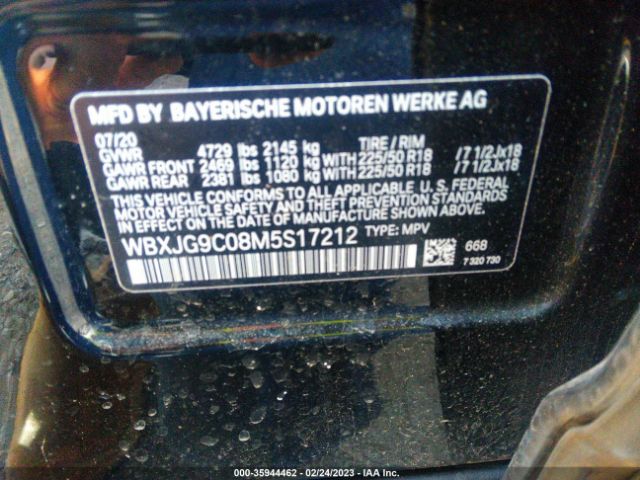 MFD BY BAYERISCHE MOTOREN WERKE AG
07/20 TIRE / RIM
GVWR 4729 lbs 2145 kg
GAWR FRONT 2469 lbs 1120 kg WITH 225/50 R18 /7 1/2Jx18
GAWR REAR 2381 lbs 1080 kg WITH 225/50 R18 /7 1/2Jx18
THIS VEHICLE CONFORMS TO ALL APPLICABLE U. S. FEDERAL
MOTOR VEHICLE SAFETY AND THEFT PREVENTION STANDARDS
IN EFFECT ON THE DATE OF MANUFACTURE SHOWN ABOVE.
WBXJG9C08M5S17212 TYPE: MPV
668
7 320 730
000-35944462 - 02/24/2023 - IAA Inc.